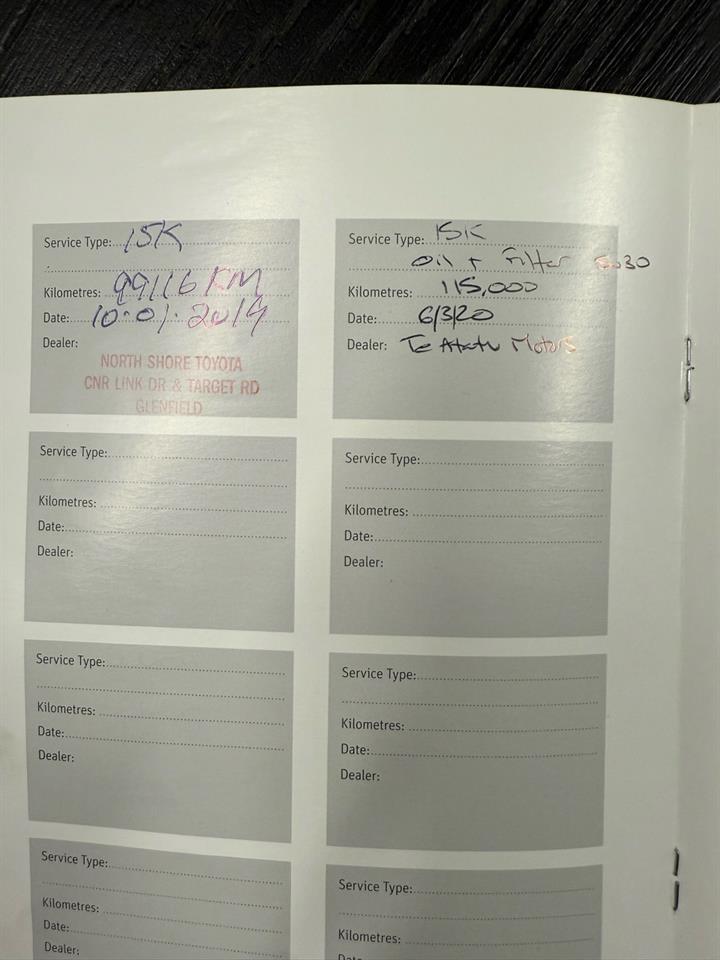 Service Type: 15K
Kilometres: 99116 KM
Date: 10.01.2019
Dealer:
NORTH SHORE TOYOTA
CNR LINK DR & TARGET RD
GLENFIELD
Service Type: 15K
Oil + Filter 5w30
Kilometres: 115,000
Date: 6/3/20
Dealer: Te Atatu Motors
Service Type:
Kilometres:
Date:
Dealer:
Service Type:
Kilometres:
Date:
Dealer:
Service Type:
Kilometres:
Date:
Dealer:
Service Type:
Kilometres:
Date:
Dealer:
Service Type:
Kilometres:
Date:
Dealer:
Service Type:
Kilometres:
Date: